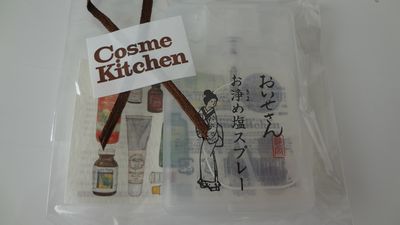 Cosme
Kitchen
おいせさん
お浄め塩スプレー